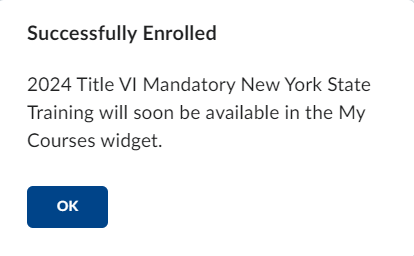 Successfully Enrolled
2024 Title VI Mandatory New York State
Training will soon be available in the My
Courses widget.
OK